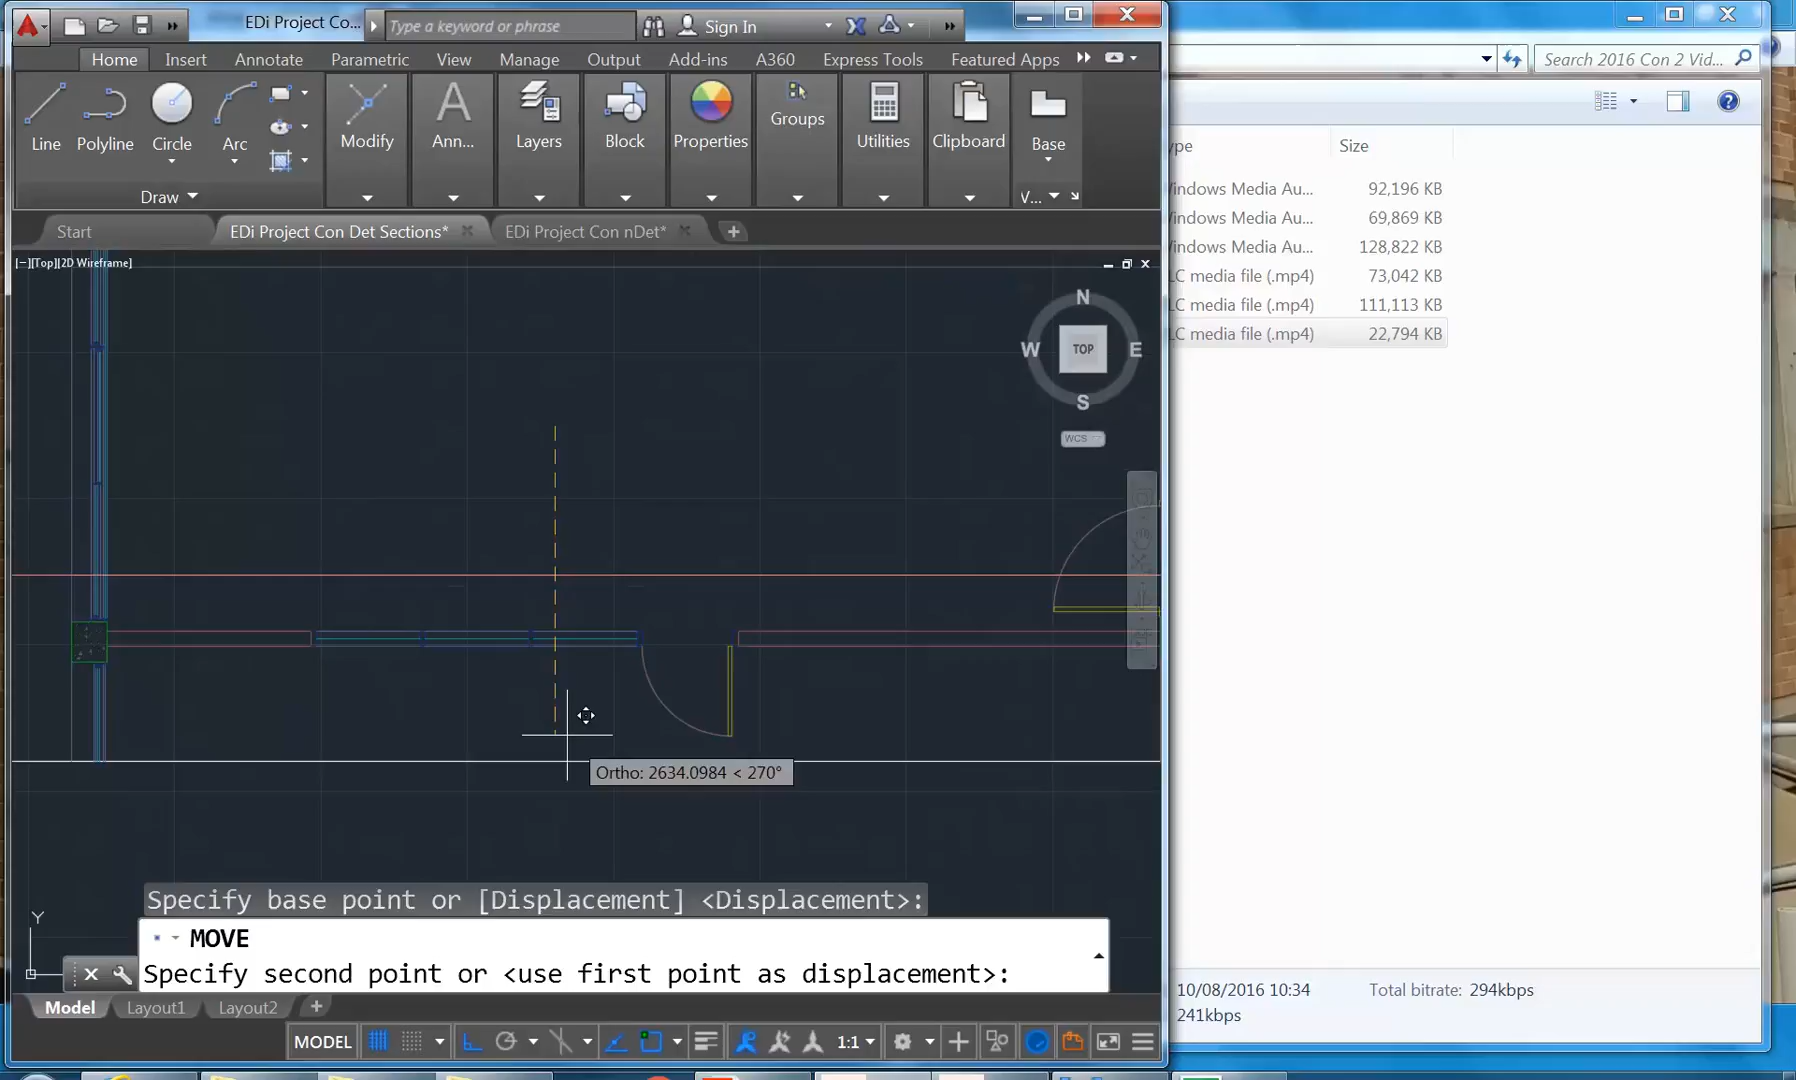 EDi Project Co...
Type a keyword or phrase
Sign In
Home
Insert
Annotate
Parametric
View
Manage
Output
Add-ins
A360
Express Tools
Featured Apps
Line
Polyline
Circle
Arc
Modify
Ann...
Layers
Block
Properties
Groups
Utilities
Clipboard
Base
Draw
V...
Start
EDi Project Con Det Sections*
EDi Project Con nDet*
[−][Top][2D Wireframe]
N
W
TOP
E
S
WCS
Ortho: 2634.0984 < 270°
Specify base point or [Displacement] <Displacement>:
MOVE
Specify second point or <use first point as displacement>:
Y
Model
Layout1
Layout2
MODEL
1:1
Search 2016 Con 2 Vid...
ype
Size
Windows Media Au...
92,196 KB
Windows Media Au...
69,869 KB
Windows Media Au...
128,822 KB
LC media file (.mp4)
73,042 KB
LC media file (.mp4)
111,113 KB
LC media file (.mp4)
22,794 KB
10/08/2016 10:34
Total bitrate: 294kbps
241kbps